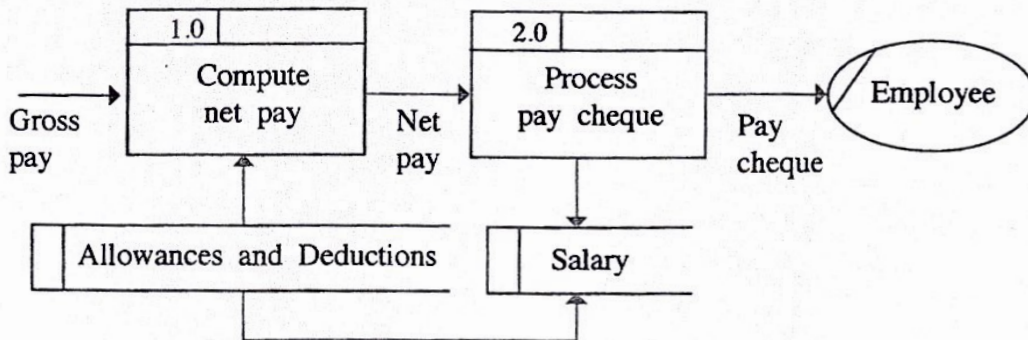 1.0
Compute
net pay
2.0
Process
pay cheque
Employee
Gross
pay
Net
pay
Pay
cheque
Allowances and Deductions
Salary